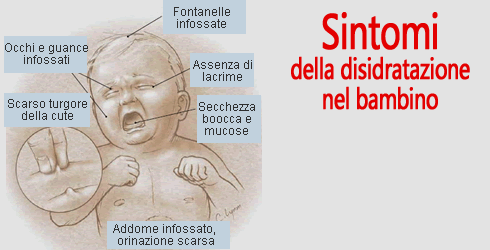 Fontanelle
infossate
Sintomi
della disidratazione
nel bambino
Occhi e guance
infossati
Assenza di
lacrime
Scarso turgore
della cute
Secchezza
boocca e
mucose
Addome infossato,
orinazione scarsa